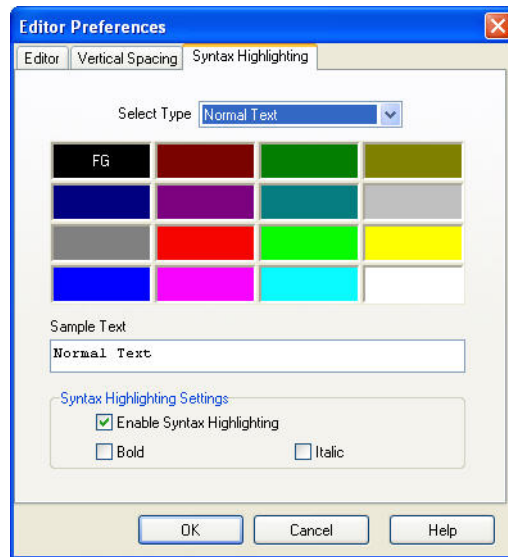 Editor Preferences
Editor Vertical Spacing Syntax Highlighting
Select Type Normal Text
FG
Sample Text
Normal Text
Syntax Highlighting Settings
Enable Syntax Highlighting
Bold Italic
OK Cancel Help